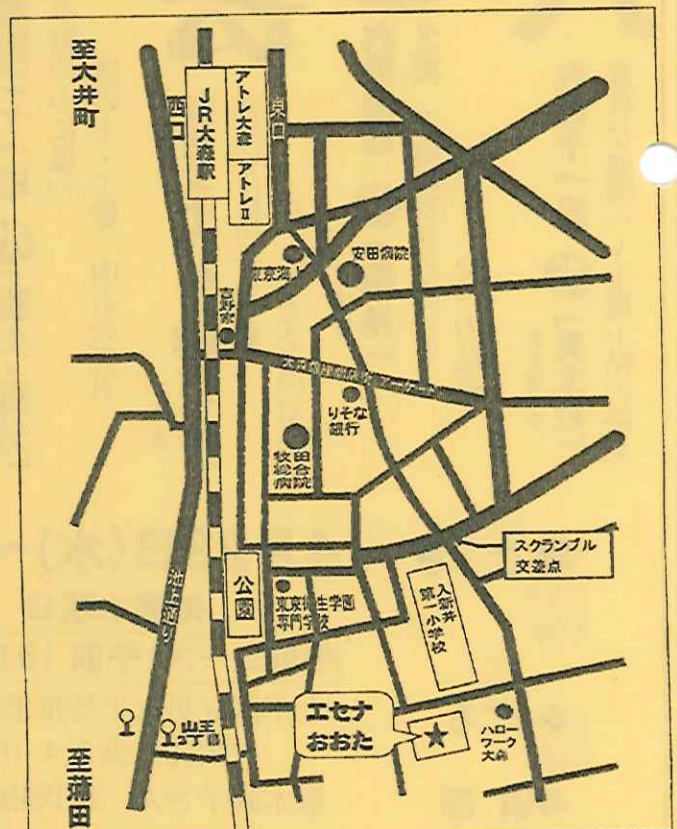 至大井町
西口
JR大森駅
アトレ大森
アトレⅡ
東口
東京海上
安田病院
吉野家
りそな
銀行
牧田
総合
病院
スクランブル
交差点
公園
東京衛生学園
専門学校
入新井
第一小学校
池上通り
エセナ
おおた
ハロー
ワーク
大森
山王
2丁目
至蒲田
日(水)～